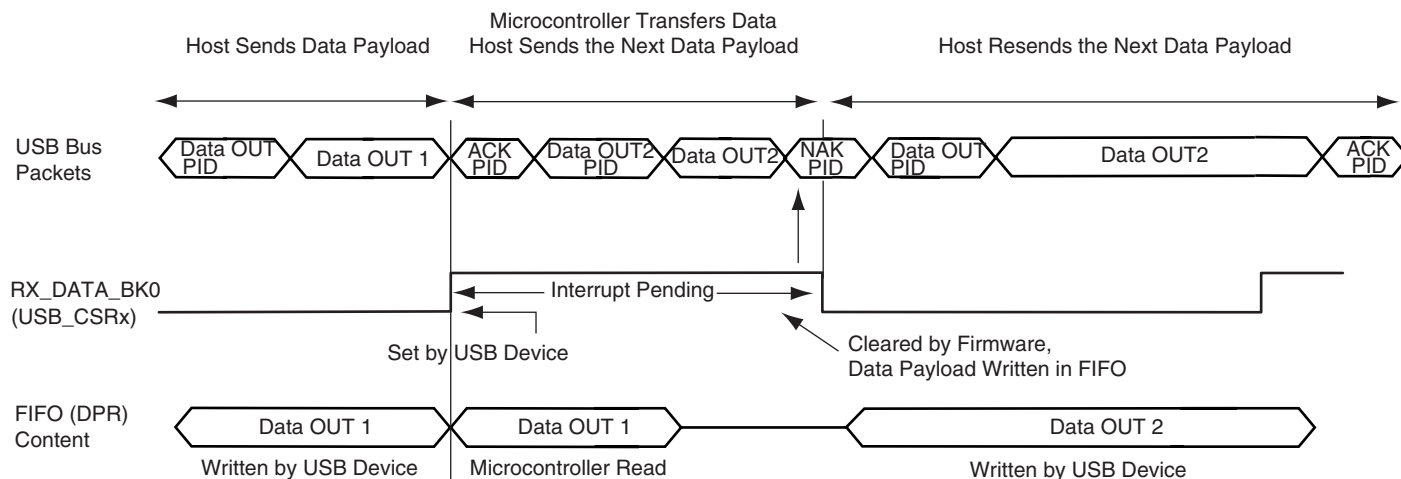 Microcontroller Transfers Data
Host Sends Data Payload
Host Sends the Next Data Payload
Host Resends the Next Data Payload
USB Bus
Packets
Data OUT
PID
Data OUT 1
ACK
PID
Data OUT2
PID
Data OUT2
NAK
PID
Data OUT
PID
Data OUT2
ACK
PID
RX_DATA_BK0
(USB_CSRx)
Interrupt Pending
Set by USB Device
Cleared by Firmware,
Data Payload Written in FIFO
FIFO (DPR)
Content
Data OUT 1
Data OUT 1
Data OUT 2
Written by USB Device
Microcontroller Read
Written by USB Device